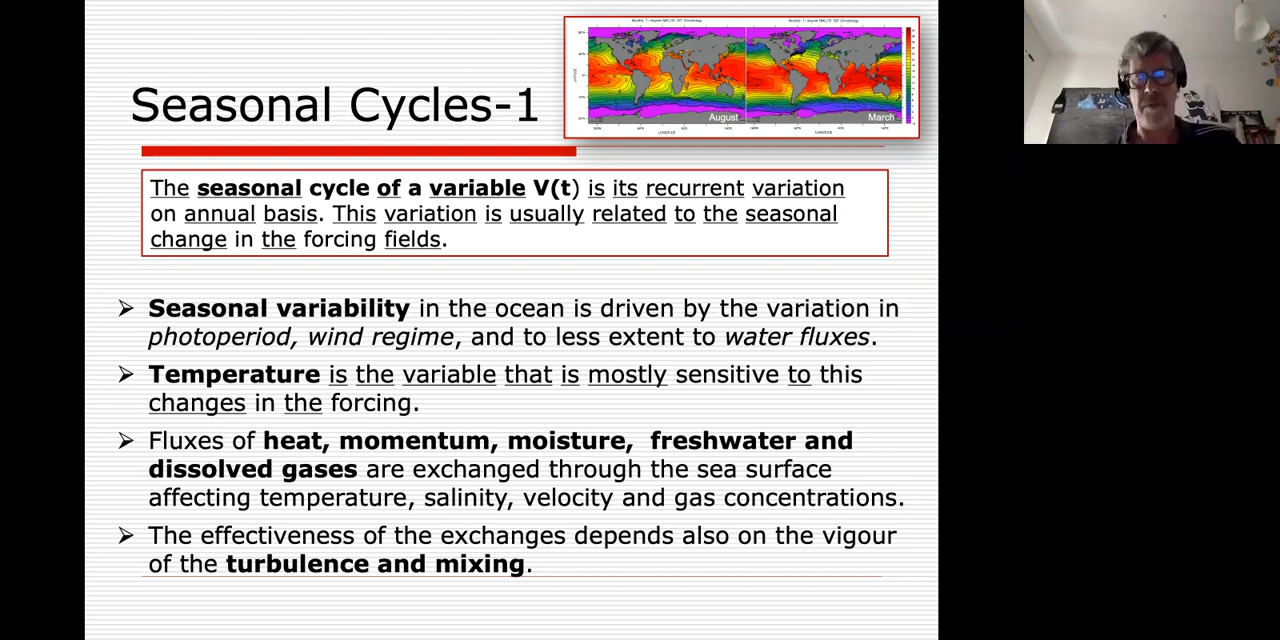 Seasonal Cycles-1
August
March
The seasonal cycle of a variable V(t) is its recurrent variation
on annual basis. This variation is usually related to the seasonal
change in the forcing fields.
Seasonal variability in the ocean is driven by the variation in
photoperiod, wind regime, and to less extent to water fluxes.
Temperature is the variable that is mostly sensitive to this
changes in the forcing.
Fluxes of heat, momentum, moisture, freshwater and
dissolved gases are exchanged through the sea surface
affecting temperature, salinity, velocity and gas concentrations.
The effectiveness of the exchanges depends also on the vigour
of the turbulence and mixing.